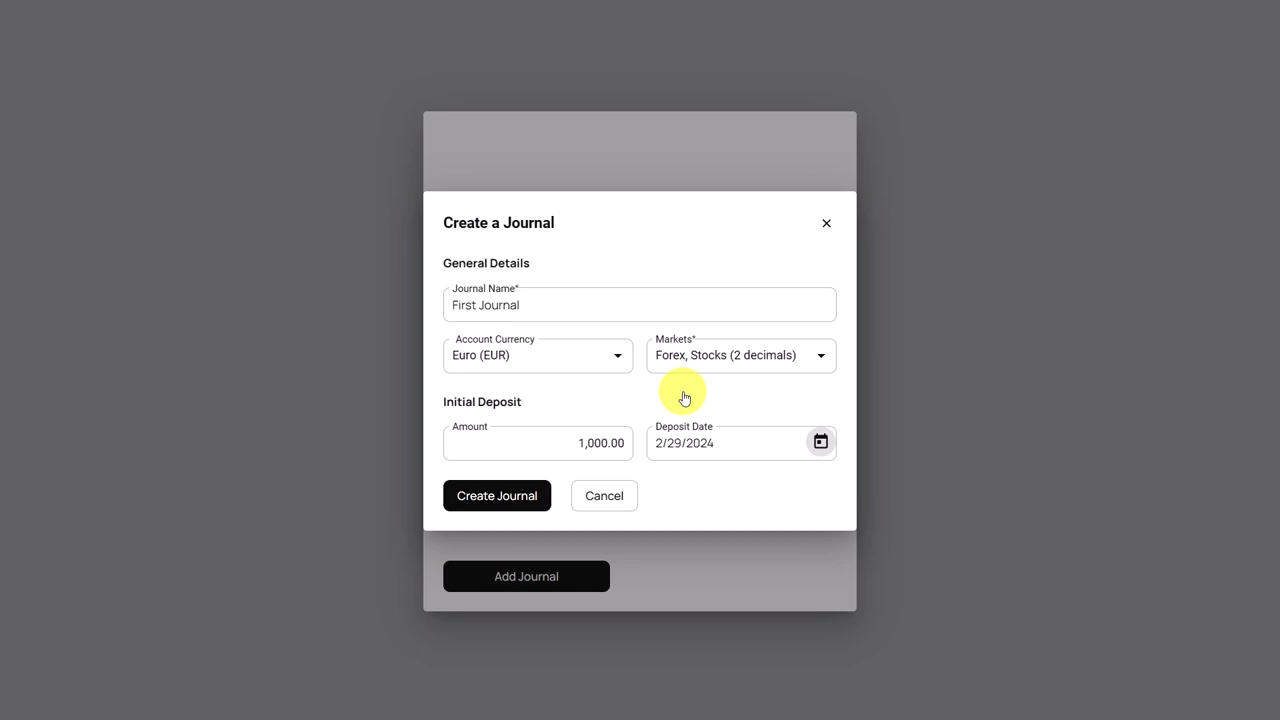 Create a Journal
General Details
Journal Name*
First Journal
Account Currency
Euro (EUR)
Markets*
Forex, Stocks (2 decimals)
Initial Deposit
Amount
1,000.00
Deposit Date
2/29/2024
Create Journal
Cancel
Add Journal